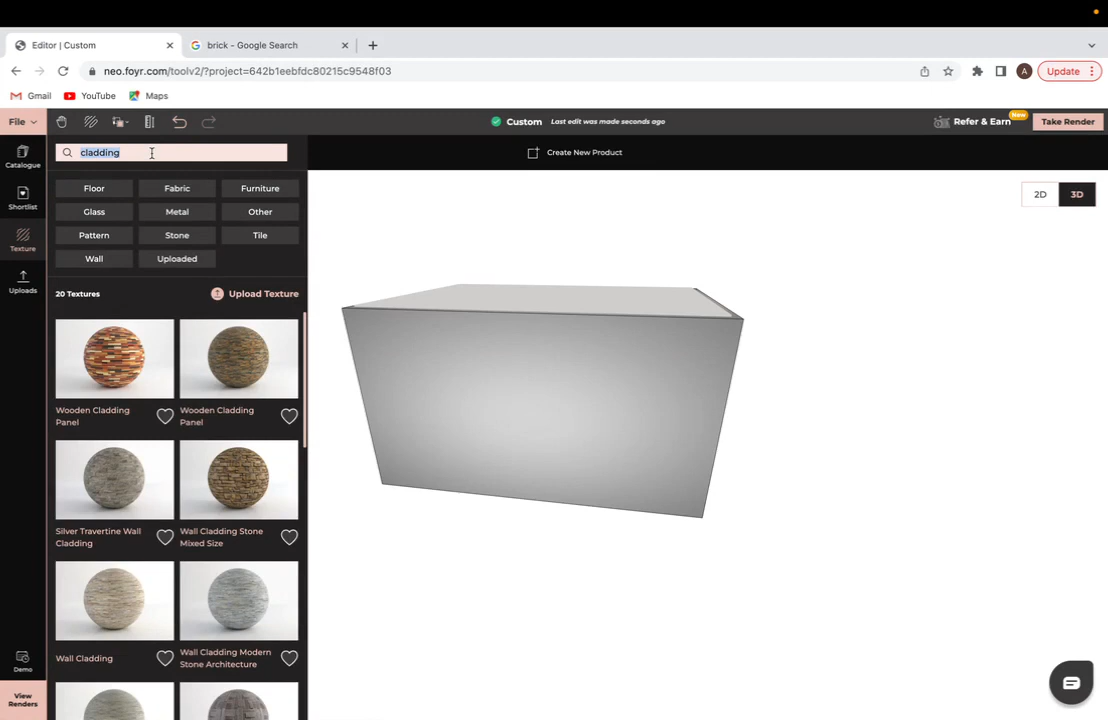 Editor | Custom
brick - Google Search
neo.foyr.com/toolv2/?project=642b1eebfdc80215c9548f03
A
Update
Gmail
YouTube
Maps
File
Custom
Last edit was made seconds ago
Refer & Earn
New
Take Render
Catalogue
cladding
Create New Product
Shortlist
Floor
Fabric
Furniture
2D
3D
Glass
Metal
Other
Texture
Pattern
Stone
Tile
Wall
Uploaded
Uploads
20 Textures
Upload Texture
Wooden Cladding
Panel
Wooden Cladding
Panel
Silver Travertine Wall
Cladding
Wall Cladding Stone
Mixed Size
Wall Cladding
Wall Cladding Modern
Stone Architecture
Demo
View
Renders